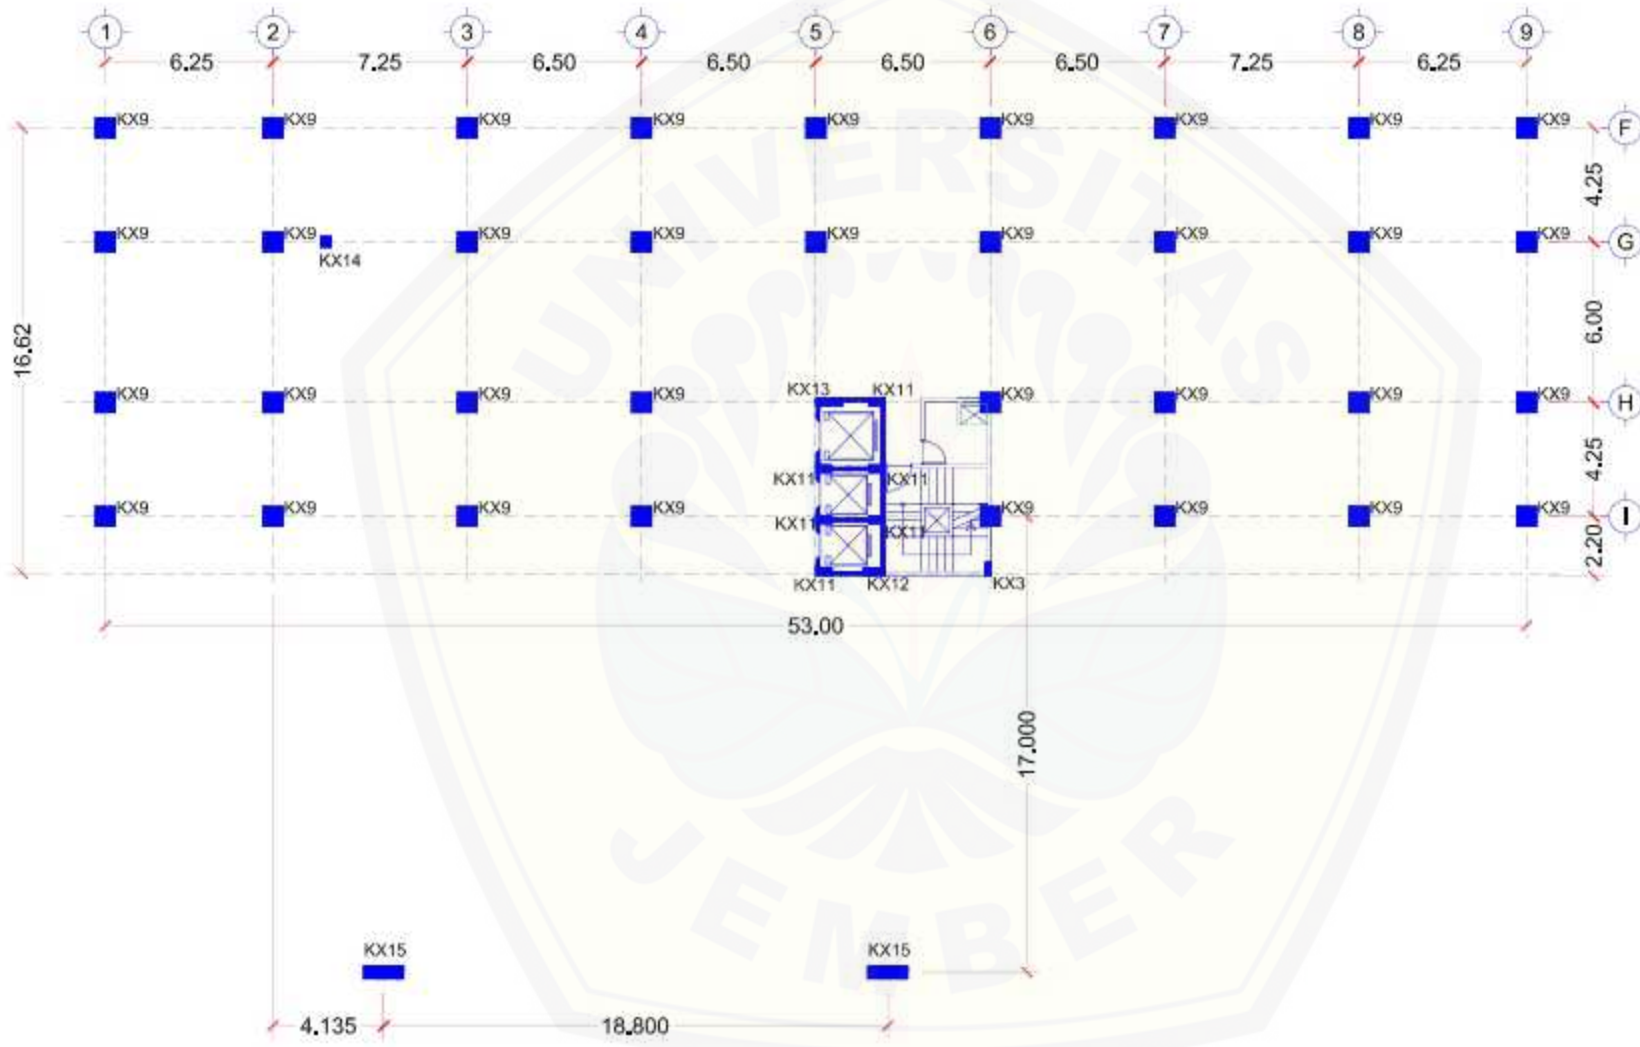 1 2 3 4 5 6 7 8 9
6.25 7.25 6.50 6.50 6.50 6.50 7.25 6.25
KX9 KX9 KX9 KX9 KX9 KX9 KX9 KX9 KX9 F
4.25
KX9 KX9 KX9 KX9 KX9 KX9 KX9 KX9 KX9 G
KX14
16.62
6.00
KX9 KX9 KX9 KX9 KX13 KX11 KX9 KX9 KX9 KX9 H
4.25
KX11 KX11
KX9 KX9 KX9 KX9 KX11 KX9 KX9 KX9 KX9 I
KX11
2.20
KX11 KX12 KX3
53.00
17.000
KX15 KX15
4.135 18.800
UNIVERSITAS
JEMBER